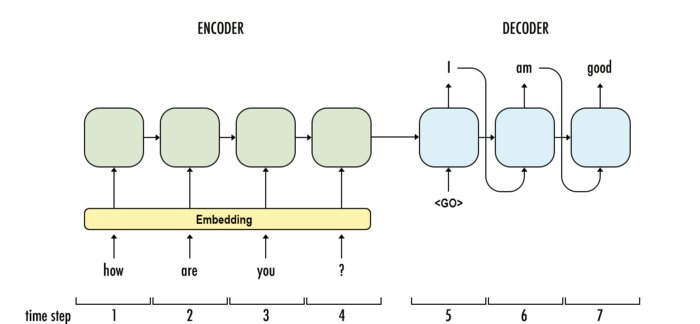 ENCODER DECODER
I am good
<GO>
Embedding
how are you ?
time step 1 2 3 4 5 6 7